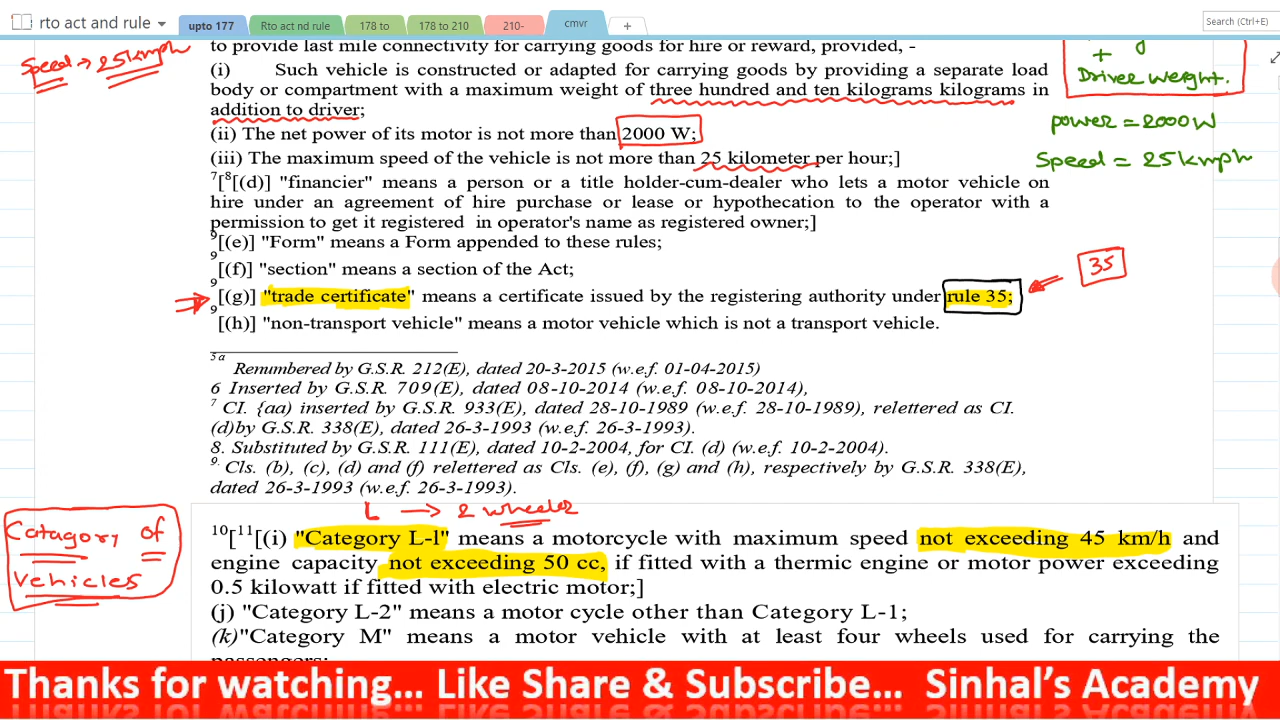 rto act and rule
upto 177
Rto act nd rule
178 to
178 to 210
210-
cmvr
Search (Ctrl+E)
to provide last mile connectivity for carrying goods for hire or reward, provided, -
Speed → 25kmph
+
Driver weight.
(i) Such vehicle is constructed or adapted for carrying goods by providing a separate load
body or compartment with a maximum weight of three hundred and ten kilograms kilograms in
addition to driver;
power = 2000W
(ii) The net power of its motor is not more than 2000 W;
Speed = 25kmph
(iii) The maximum speed of the vehicle is not more than 25 kilometer per hour;]
7[8[(d)] "financier" means a person or a title holder-cum-dealer who lets a motor vehicle on
hire under an agreement of hire purchase or lease or hypothecation to the operator with a
permission to get it registered in operator's name as registered owner;]
9[(e)] "Form" means a Form appended to these rules;
9[(f)] "section" means a section of the Act;
35
9[(g)] "trade certificate" means a certificate issued by the registering authority under rule 35;
9[(h)] "non-transport vehicle" means a motor vehicle which is not a transport vehicle.
5a Renumbered by G.S.R. 212(E), dated 20-3-2015 (w.e.f. 01-04-2015)
6 Inserted by G.S.R. 709(E), dated 08-10-2014 (w.e.f. 08-10-2014),
7 CI. {aa) inserted by G.S.R. 933(E), dated 28-10-1989 (w.e.f. 28-10-1989), relettered as CI.
(d)by G.S.R. 338(E), dated 26-3-1993 (w.e.f. 26-3-1993).
8. Substituted by G.S.R. 111(E), dated 10-2-2004, for CI. (d) (w.e.f. 10-2-2004).
9. Cls. (b), (c), (d) and (f) relettered as Cls. (e), (f), (g) and (h), respectively by G.S.R. 338(E),
dated 26-3-1993 (w.e.f. 26-3-1993).
L → 2 wheeler
Catagory of
vehicles
10[11[(i) "Category L-l" means a motorcycle with maximum speed not exceeding 45 km/h and
engine capacity not exceeding 50 cc, if fitted with a thermic engine or motor power exceeding
0.5 kilowatt if fitted with electric motor;]
(j) "Category L-2" means a motor cycle other than Category L-1;
(k)"Category M" means a motor vehicle with at least four wheels used for carrying the
Thanks for watching... Like Share & Subscribe... Sinhal's Academy